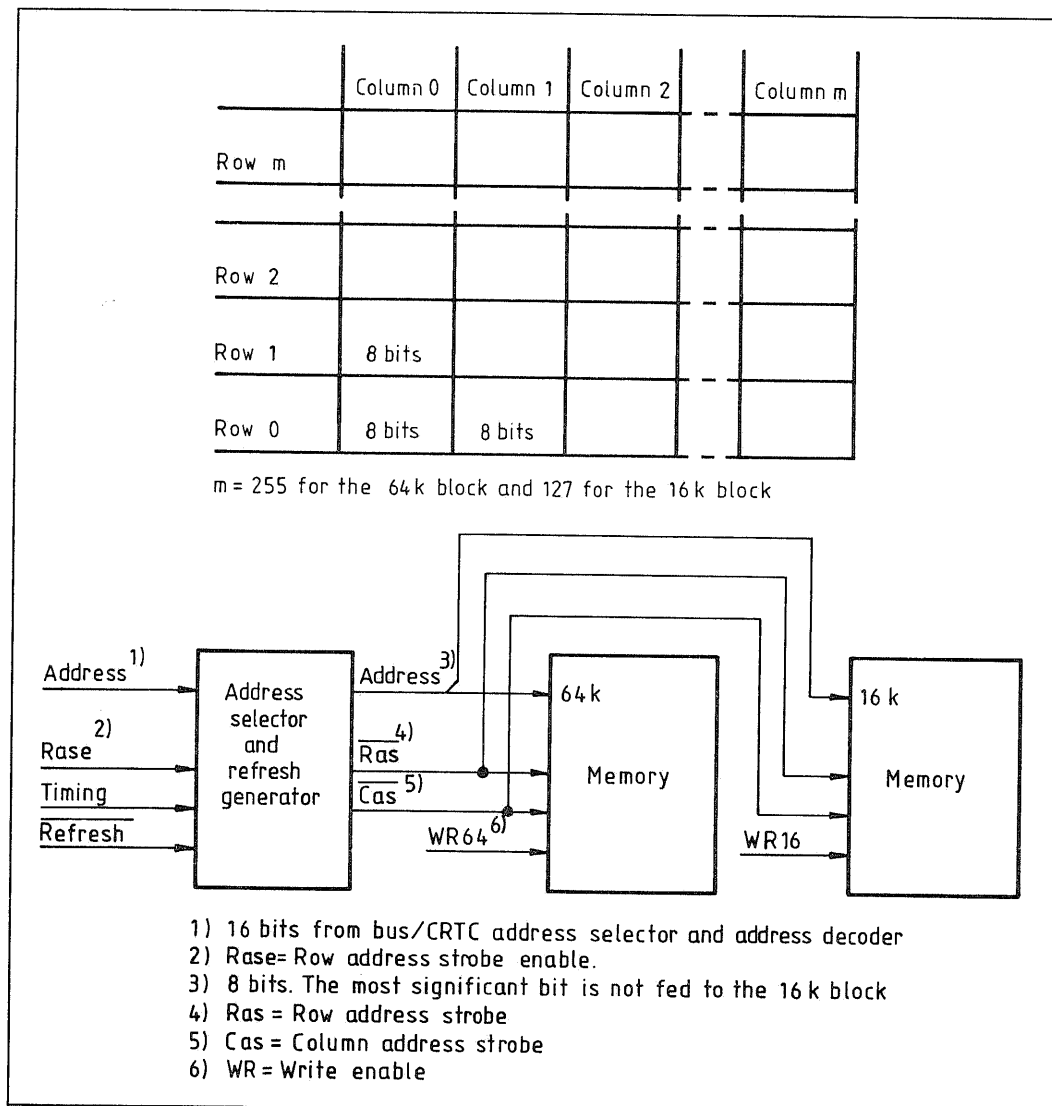 Column 0 Column 1 Column 2 Column m
Row m
Row 2
Row 1 8 bits
Row 0 8 bits 8 bits
m = 255 for the 64k block and 127 for the 16k block
Address 1)
2)
Rase
Timing
Refresh
Address
selector
and
refresh
generator
Address 3)
Ras 4)
Cas 5)
WR64 6)
64k
Memory
WR16
16k
Memory
1) 16 bits from bus/CRTC address selector and address decoder
2) Rase= Row address strobe enable.
3) 8 bits. The most significant bit is not fed to the 16k block
4) Ras = Row address strobe
5) Cas = Column address strobe
6) WR = Write enable